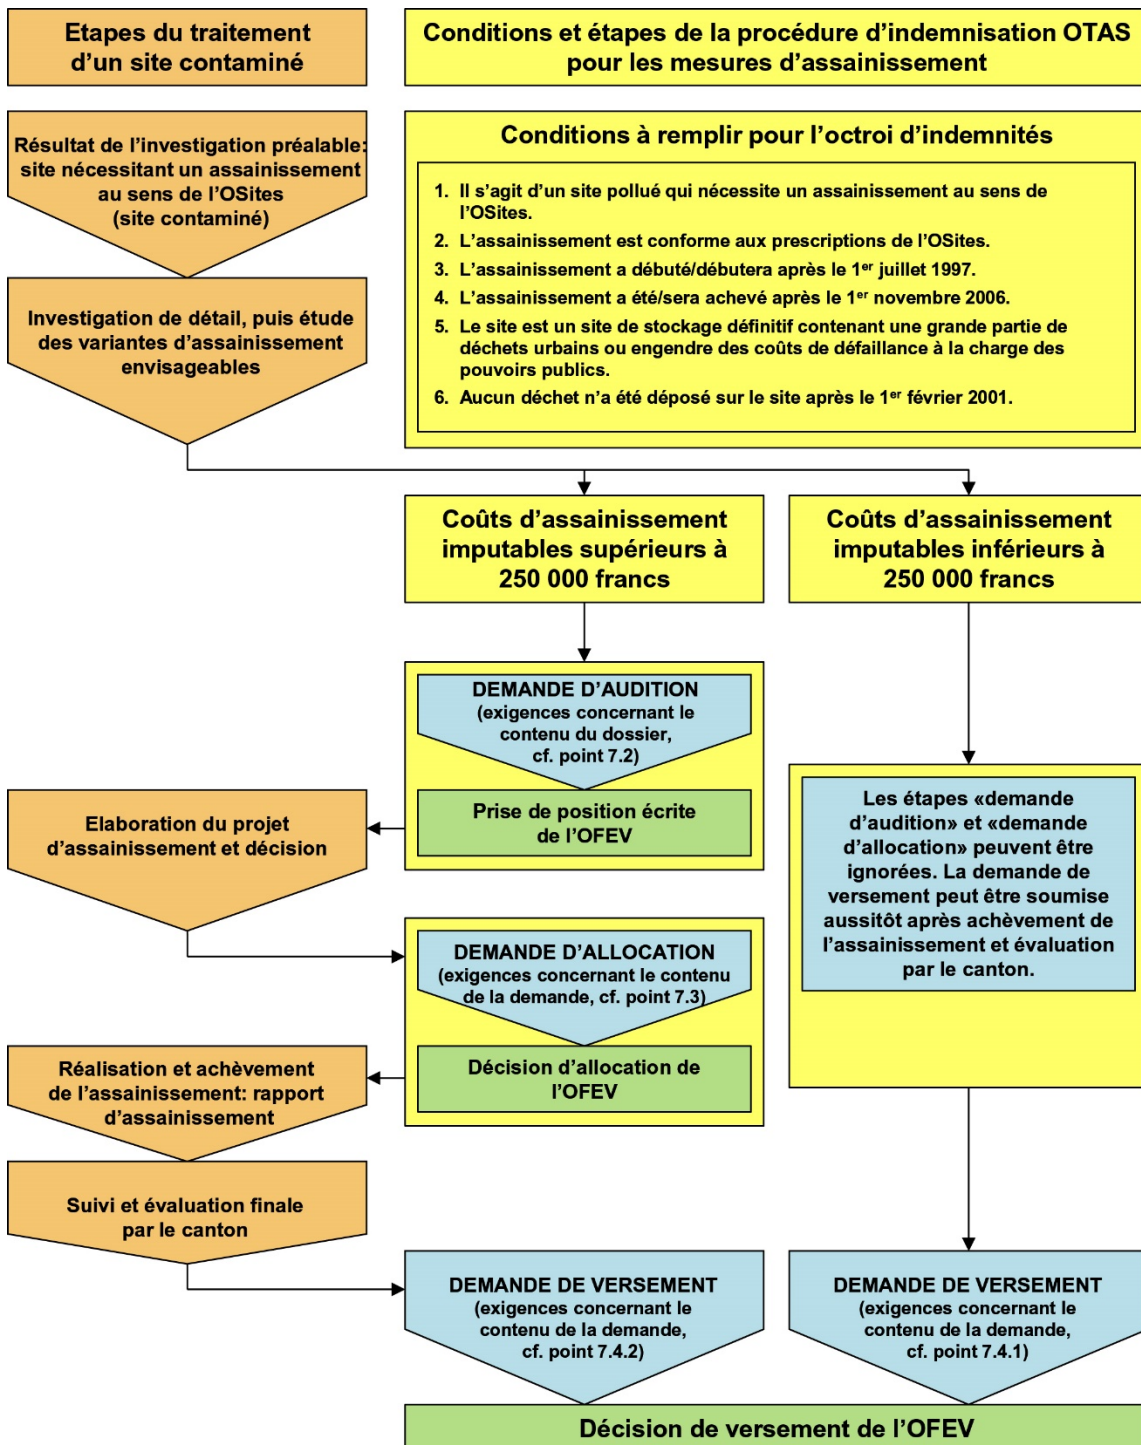 Etapes du traitement
d'un site contaminé
Conditions et étapes de la procédure d'indemnisation OTAS
pour les mesures d'assainissement
Résultat de l'investigation préalable:
site nécessitant un assainissement
au sens de l'OSites
(site contaminé)
Investigation de détail, puis étude
des variantes d'assainissement
envisageables
Conditions à remplir pour l'octroi d'indemnités
1. Il s'agit d'un site pollué qui nécessite un assainissement au sens de
l'OSites.
2. L'assainissement est conforme aux prescriptions de l'OSites.
3. L'assainissement a débuté/débutera après le 1er juillet 1997.
4. L'assainissement a été/sera achevé après le 1er novembre 2006.
5. Le site est un site de stockage définitif contenant une grande partie de
déchets urbains ou engendre des coûts de défaillance à la charge des
pouvoirs publics.
6. Aucun déchet n'a été déposé sur le site après le 1er février 2001.
Coûts d'assainissement
imputables supérieurs à
250 000 francs
Coûts d'assainissement
imputables inférieurs à
250 000 francs
DEMANDE D'AUDITION
(exigences concernant le
contenu du dossier,
cf. point 7.2)
Prise de position écrite
de l'OFEV
Elaboration du projet
d'assainissement et décision
Les étapes «demande
d'audition» et «demande
d'allocation» peuvent être
ignorées. La demande de
versement peut être soumise
aussitôt après achèvement de
l'assainissement et évaluation
par le canton.
DEMANDE D'ALLOCATION
(exigences concernant le contenu
de la demande, cf. point 7.3)
Décision d'allocation de
l'OFEV
Réalisation et achèvement
de l'assainissement: rapport
d'assainissement
Suivi et évaluation finale
par le canton
DEMANDE DE VERSEMENT
(exigences concernant le
contenu de la demande,
cf. point 7.4.2)
DEMANDE DE VERSEMENT
(exigences concernant le
contenu de la demande,
cf. point 7.4.1)
Décision de versement de l'OFEV